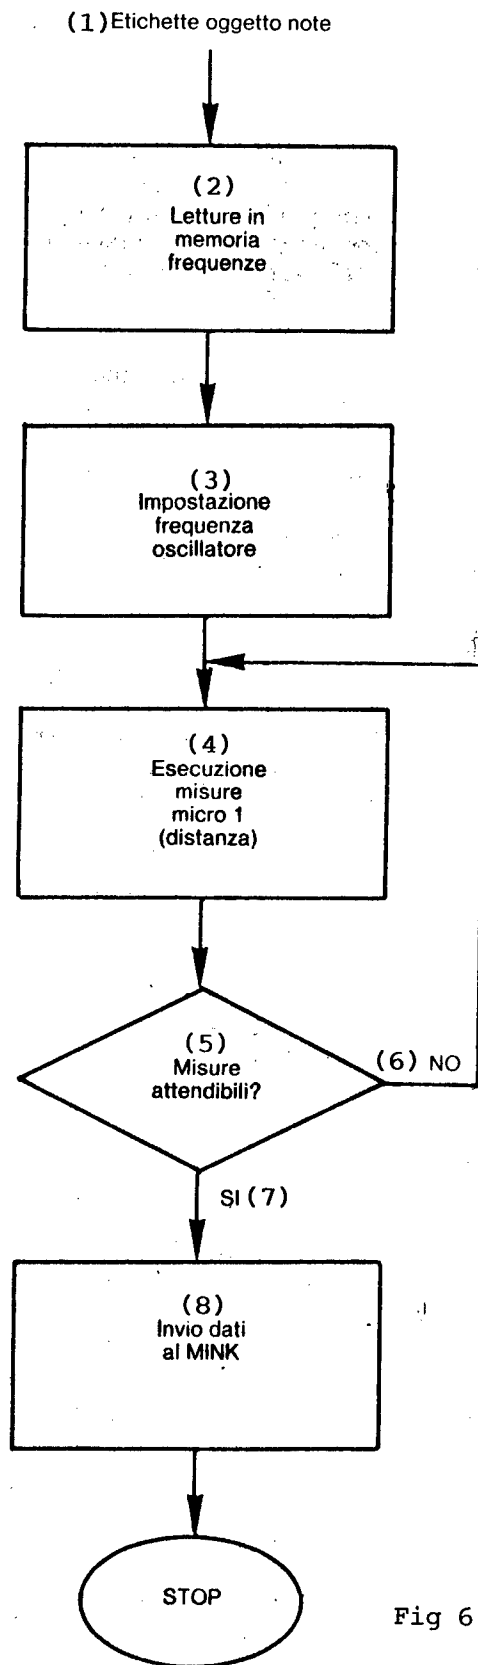 (1) Etichette oggetto note
(2)
Letture in
memoria
frequenze
(3)
Impostazione
frequenza
oscillatore
(4)
Esecuzione
misure
micro 1
(distanza)
(5)
Misure
attendibili?
(6) NO
SI (7)
(8)
Invio dati
al MINK
STOP
Fig 6